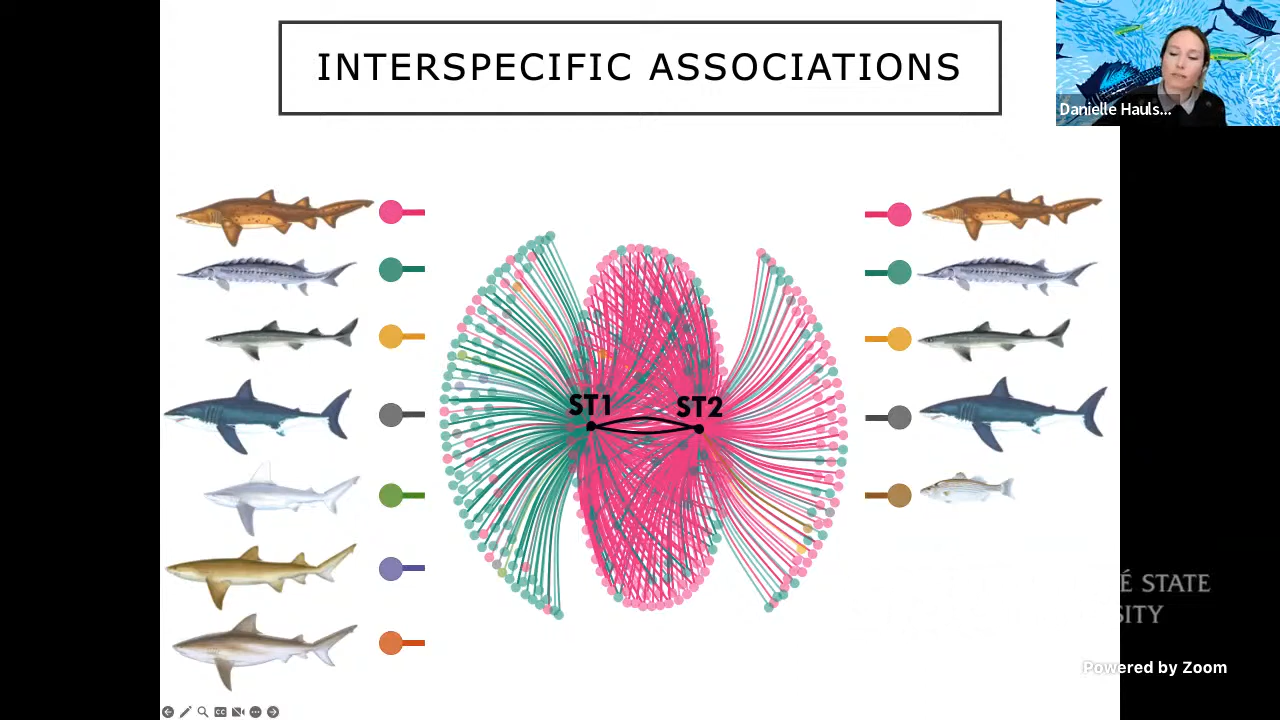 INTERSPECIFIC ASSOCIATIONS
Danielle Hauls...
ST1
ST2
É STATE
SITY
Powered by Zoom